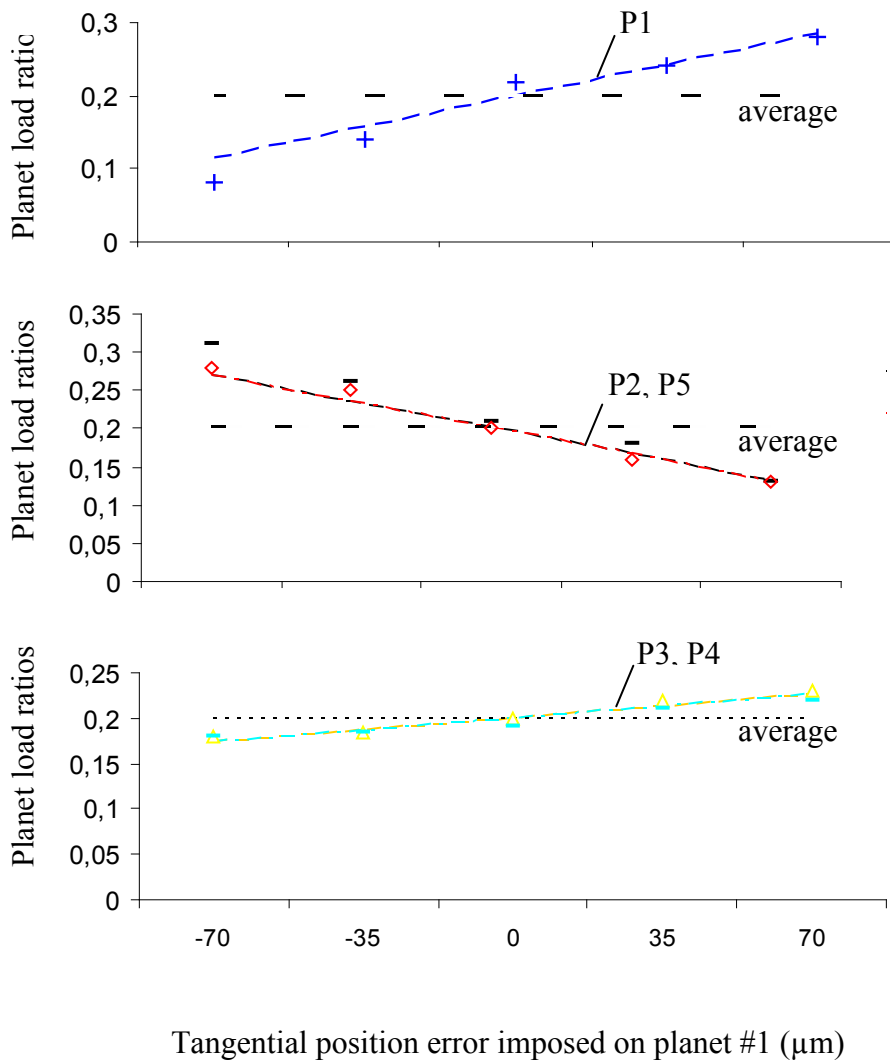 Planet load ratio
0,3
0,2
0,1
0
P1
average
Planet load ratios
0,35
0,3
0,25
0,2
0,15
0,1
0,05
0
P2, P5
average
Planet load ratios
0,25
0,2
0,15
0,1
0,05
0
P3, P4
average
-70 -35 0 35 70
Tangential position error imposed on planet #1 (µm)